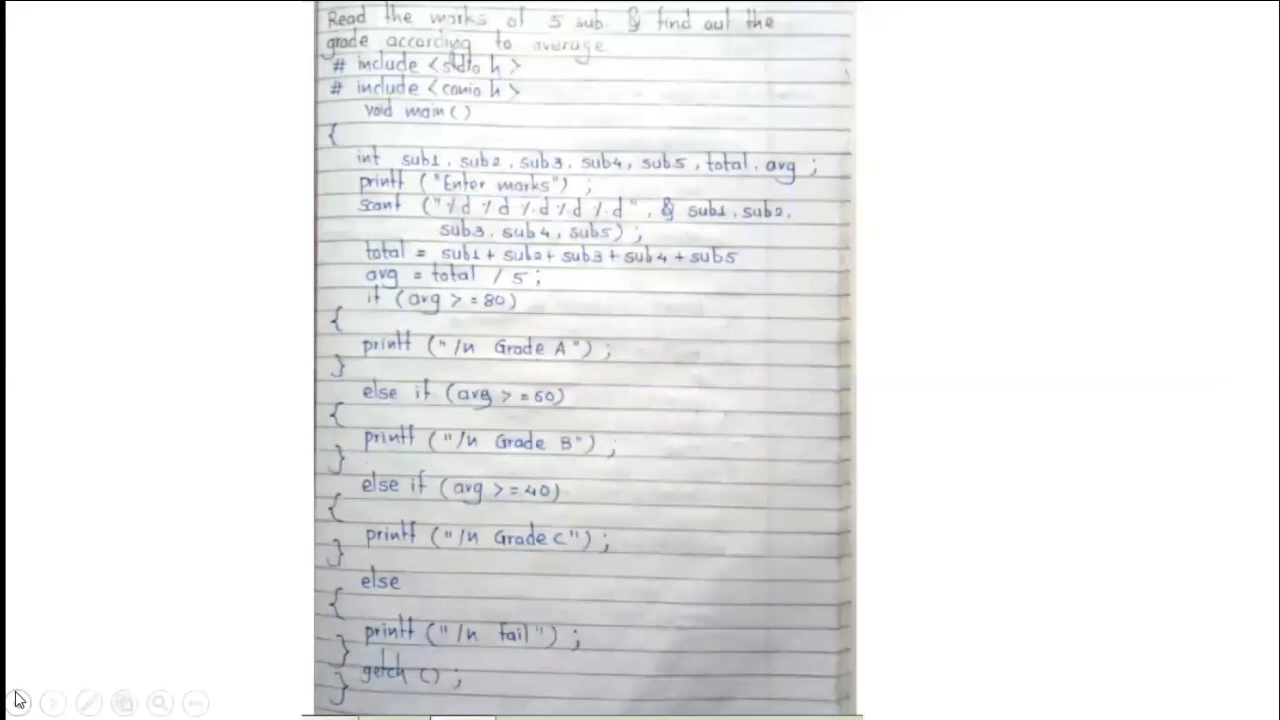 Read the marks of 5 sub. & find out the
grade according to average
# include <stdio h>
# include <conio h>
void main()
{
int sub1, sub2, sub3, sub4, sub5, total, avg ;
printf ("Enter marks") ;
scanf ("%d %d %d %d %d", & sub1, sub2,
sub3, sub4, sub5) ;
total = sub1 + sub2 + sub3 + sub4 + sub5
avg = total / 5 ;
if (avg > = 80)
{
printf ("/n Grade A") ;
}
else if (avg > = 60)
{
printf ("/n Grade B") ;
}
else if (avg > = 40)
{
printf ("/n Grade C") ;
}
else
{
printf ("/n fail") ;
}
getch () ;
}